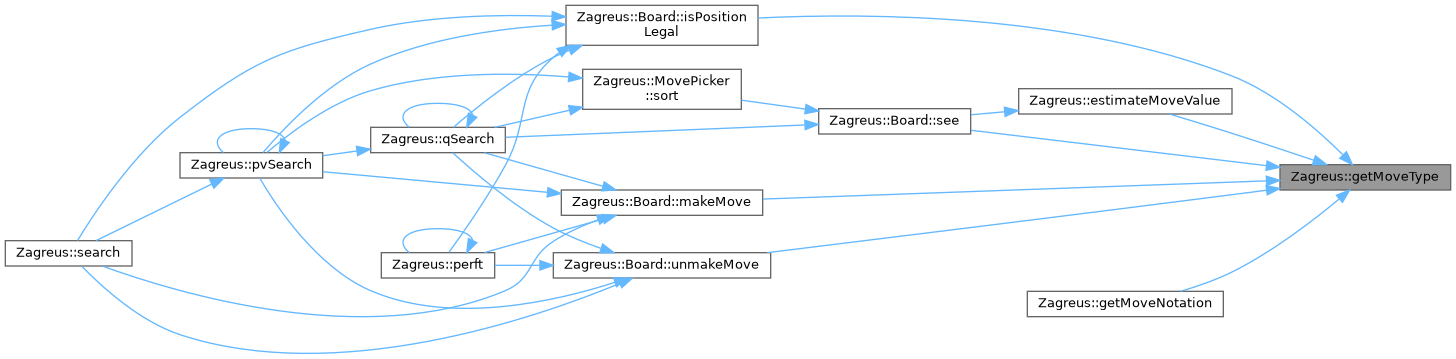 Zagreus::Board::isPosition
Legal
Zagreus::MovePicker
::sort
Zagreus::estimateMoveValue
Zagreus::Board::see
Zagreus::qSearch
Zagreus::pvSearch
Zagreus::getMoveType
Zagreus::Board::makeMove
Zagreus::search
Zagreus::perft
Zagreus::Board::unmakeMove
Zagreus::getMoveNotation